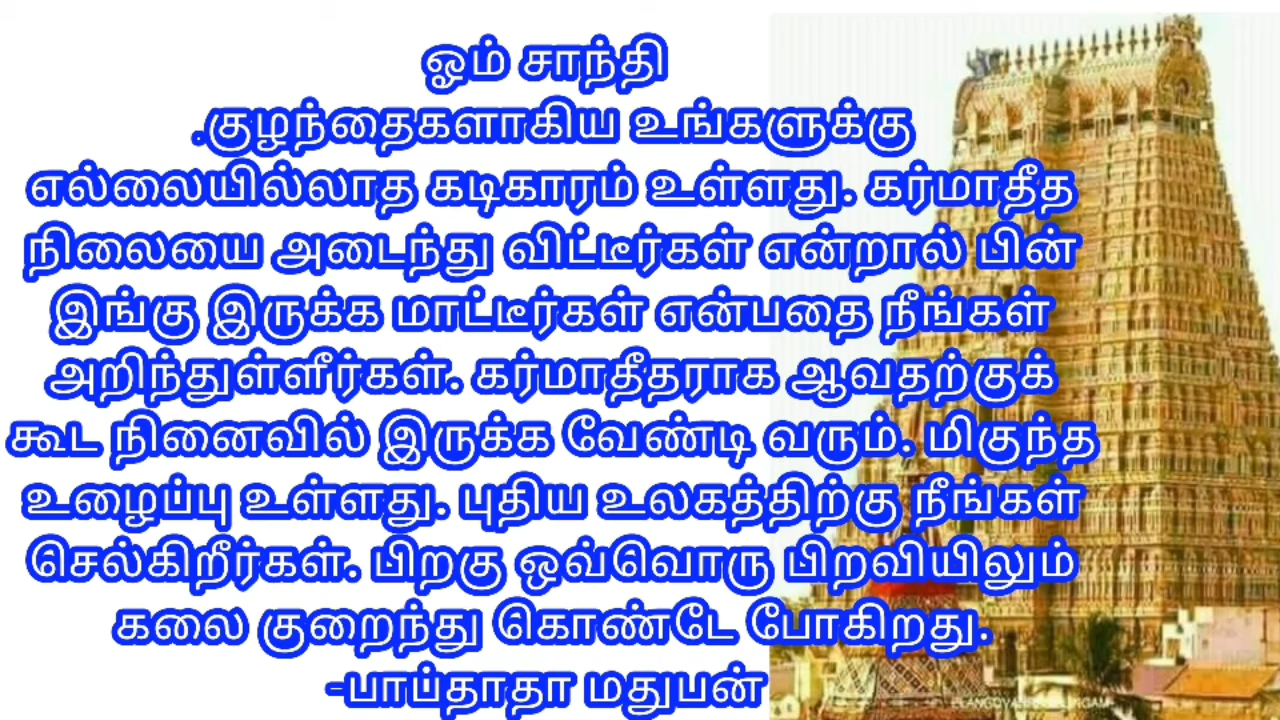 ஓம் சாந்தி
.குழந்தைகளாகிய உங்களுக்கு
எல்லையில்லாத கடிகாரம் உள்ளது. கர்மாதீத
நிலையை அடைந்து விட்டீர்கள் என்றால் பின்
இங்கு இருக்க மாட்டீர்கள் என்பதை நீங்கள்
அறிந்துள்ளீர்கள். கர்மாதீதராக ஆவதற்குக்
கூட நினைவில் இருக்க வேண்டி வரும். மிகுந்த
உழைப்பு உள்ளது. புதிய உலகத்திற்கு நீங்கள்
செல்கிறீர்கள். பிறகு ஒவ்வொரு பிறவியிலும்
கலை குறைந்து கொண்டே போகிறது.
-பாப்தாதா மதுபன்